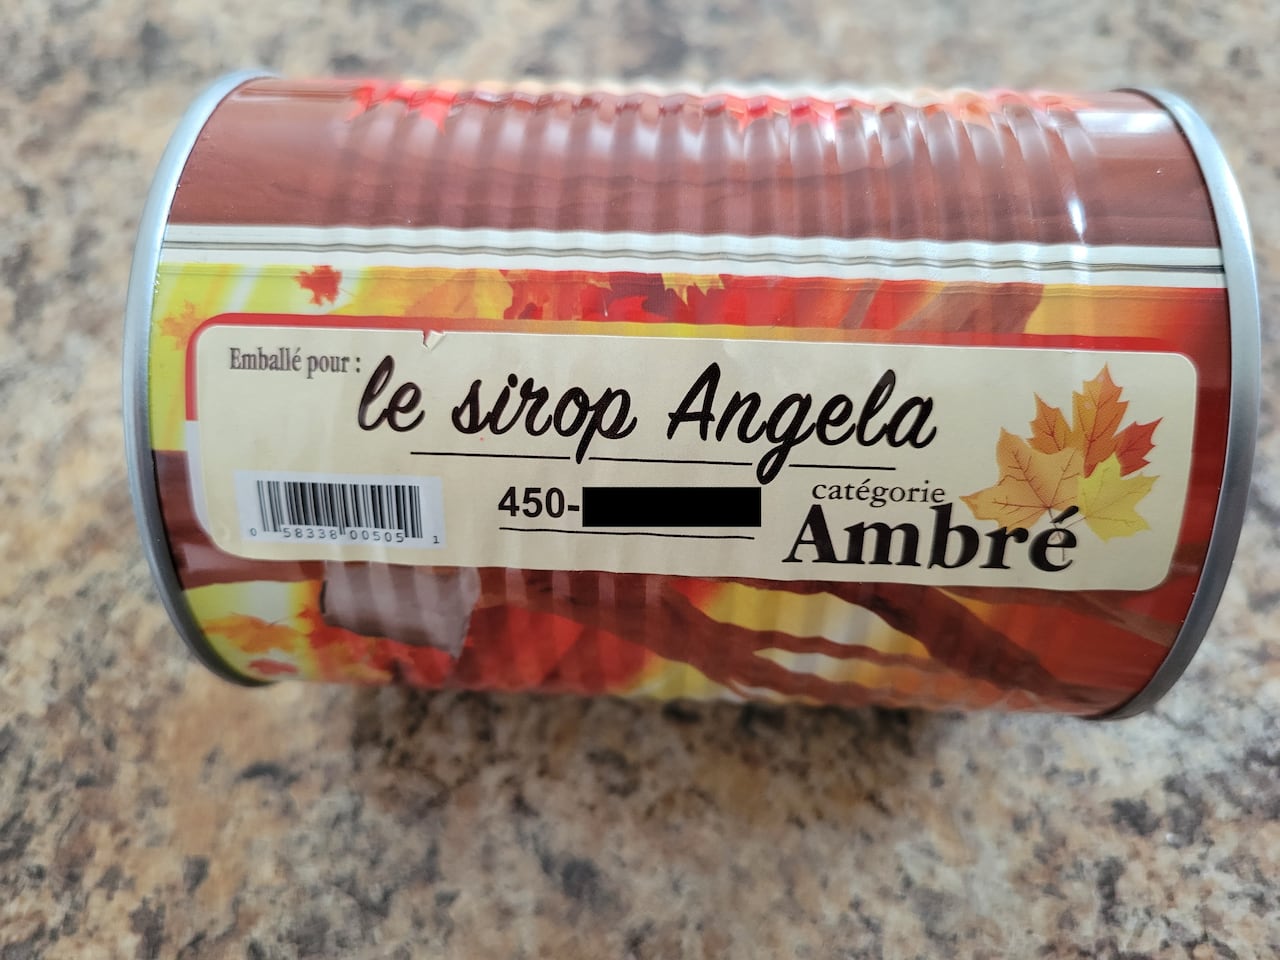 Emballé pour :
le sirop Angela
450-
catégorie
Ambré
0 58338 00505 1